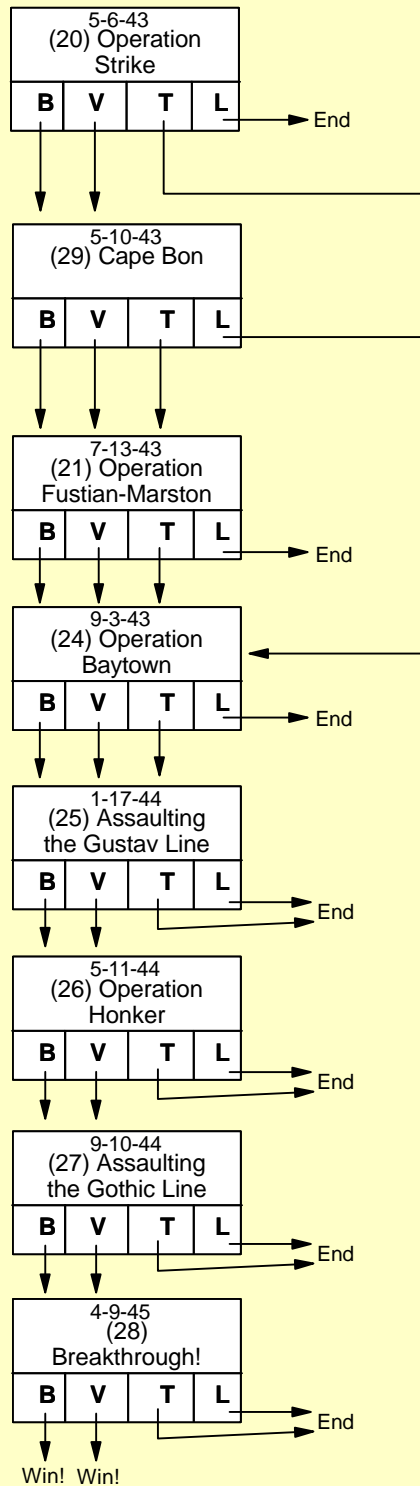 5-6-43
(20) Operation
Strike
B V T L
End
5-10-43
(29) Cape Bon
B V T L
7-13-43
(21) Operation
Fustian-Marston
B V T L
End
9-3-43
(24) Operation
Baytown
B V T L
End
1-17-44
(25) Assaulting
the Gustav Line
B V T L
End
5-11-44
(26) Operation
Honker
B V T L
End
9-10-44
(27) Assaulting
the Gothic Line
B V T L
End
4-9-45
(28)
Breakthrough!
B V T L
End
Win! Win!